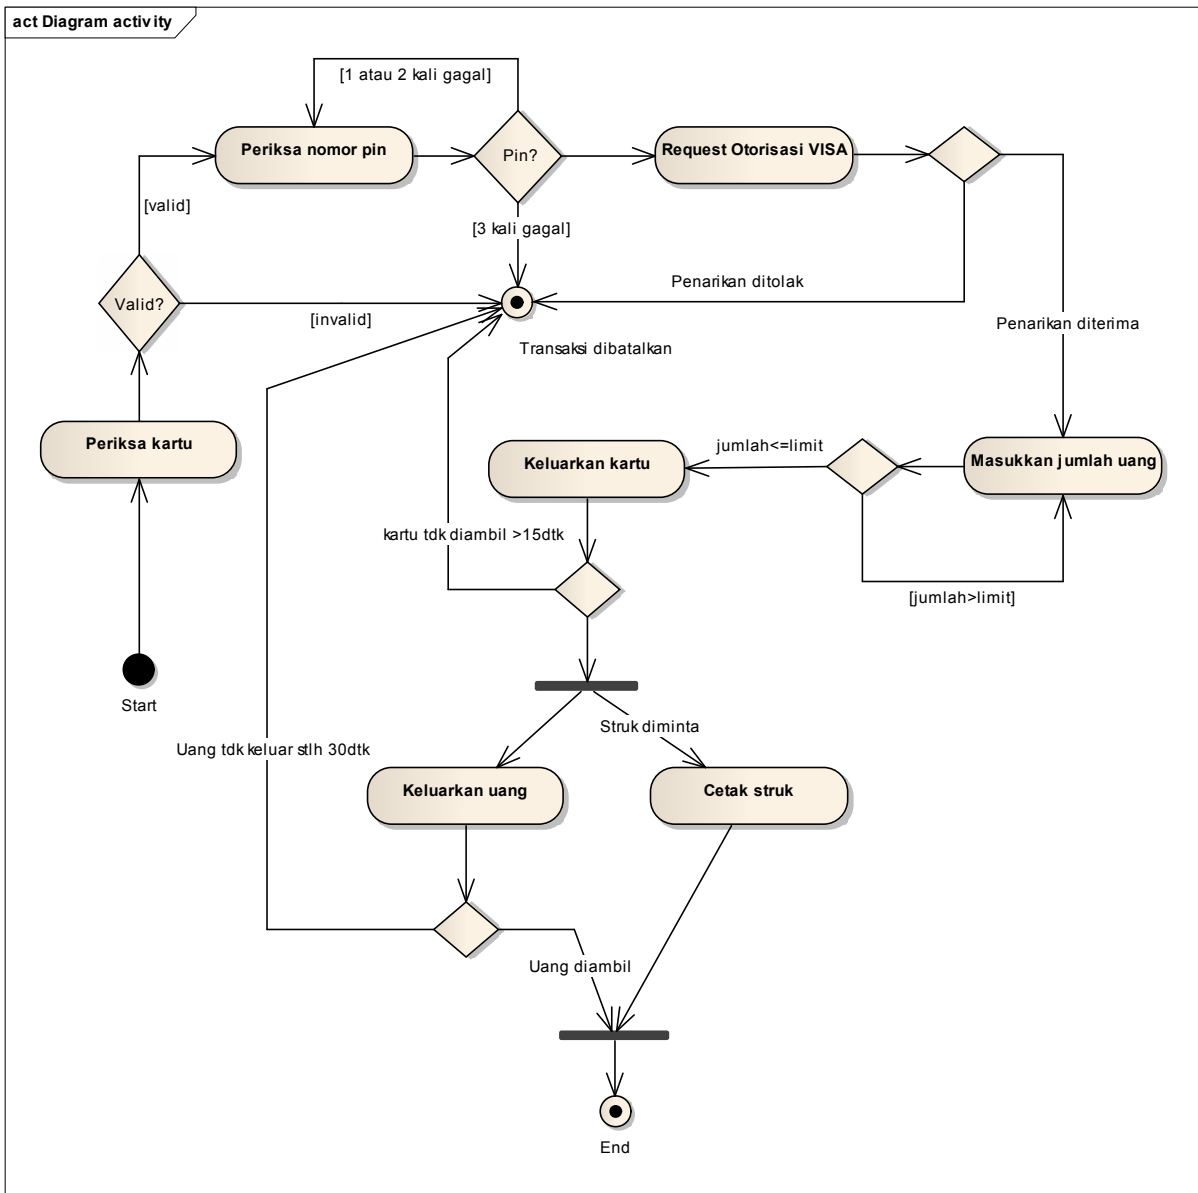 act Diagram activity
[1 atau 2 kali gagal]
Periksa nomor pin
Pin?
Request Otorisasi VISA
[valid]
[3 kali gagal]
Valid?
[invalid]
Penarikan ditolak
Penarikan diterima
Transaksi dibatalkan
Periksa kartu
Keluarkan kartu
jumlah<=limit
Masukkan jumlah uang
kartu tdk diambil >15dtk
[jumlah>limit]
Start
Struk diminta
Uang tdk keluar stlh 30dtk
Keluarkan uang
Cetak struk
Uang diambil
End